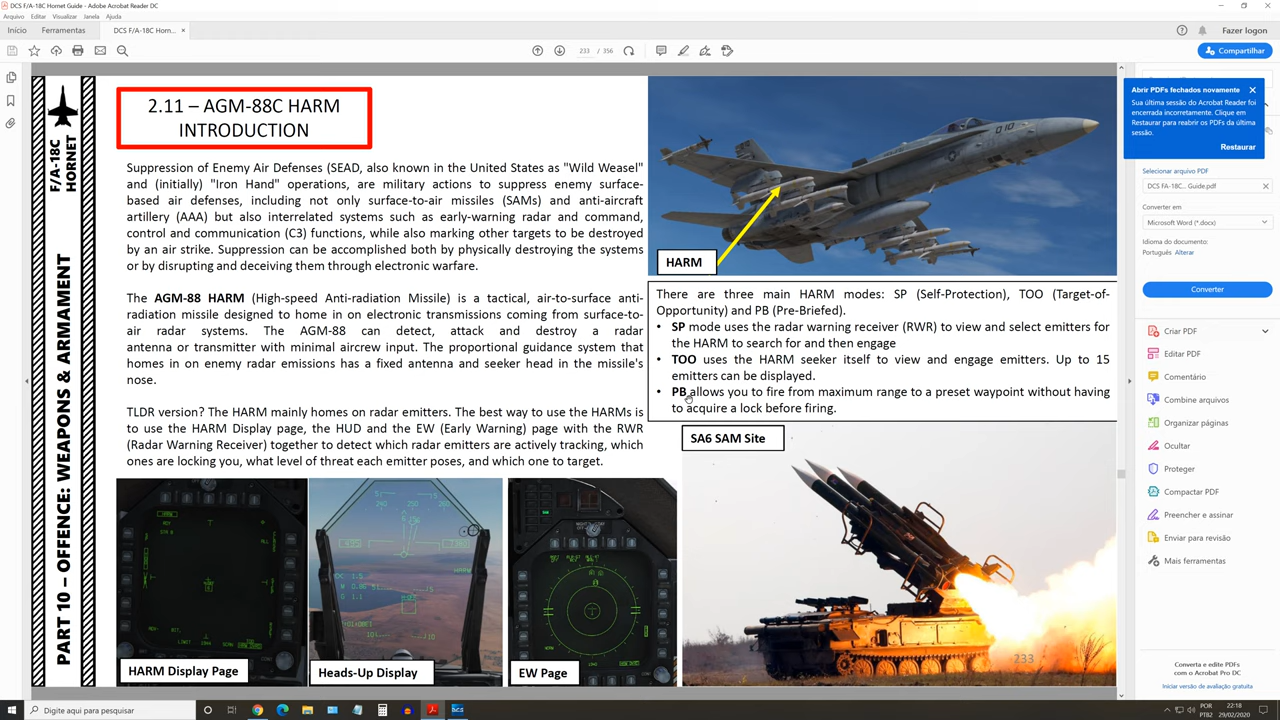 DCS F/A-18C Hornet Guide - Adobe Acrobat Reader DC
Arquivo Editar Visualizar Janela Ajuda
Início Ferramentas DCS F/A-18C Horn... × Fazer logon
233 / 356 Compartilhar
PART 10 – OFFENCE: WEAPONS & ARMAMENT
F/A-18C
HORNET
2.11 – AGM-88C HARM
INTRODUCTION
Suppression of Enemy Air Defenses (SEAD, also known in the United States as "Wild Weasel"
and (initially) "Iron Hand" operations, are military actions to suppress enemy surface-
based air defenses, including not only surface-to-air missiles (SAMs) and anti-aircraft
artillery (AAA) but also interrelated systems such as early-warning radar and command,
control and communication (C3) functions, while also marking other targets to be destroyed
by an air strike. Suppression can be accomplished both by physically destroying the systems
or by disrupting and deceiving them through electronic warfare.
The AGM-88 HARM (High-speed Anti-radiation Missile) is a tactical, air-to-surface anti-
radiation missile designed to home in on electronic transmissions coming from surface-to-
air radar systems. The AGM-88 can detect, attack and destroy a radar
antenna or transmitter with minimal aircrew input. The proportional guidance system that
homes in on enemy radar emissions has a fixed antenna and seeker head in the missile's
nose.
TLDR version? The HARM mainly homes on radar emitters. The best way to use the HARMs is
to use the HARM Display page, the HUD and the EW (Early Warning) page with the RWR
(Radar Warning Receiver) together to detect which radar emitters are actively tracking, which
ones are locking you, what level of threat each emitter poses, and which one to target.
010
HARM
There are three main HARM modes: SP (Self-Protection), TOO (Target-of-
Opportunity) and PB (Pre-Briefed).
• SP mode uses the radar warning receiver (RWR) to view and select emitters for
the HARM to search for and then engage
• TOO uses the HARM seeker itself to view and engage emitters. Up to 15
emitters can be displayed.
• PB allows you to fire from maximum range to a preset waypoint without having
to acquire a lock before firing.
SA6 SAM Site
HARM Display Page
Heads-Up Display
EW Page
233
Abrir PDFs fechados novamente ×
Sua última sessão do Acrobat Reader foi
encerrada incorretamente. Clique em
Restaurar para reabrir os PDFs da última
sessão.
Restaurar
Selecionar arquivo PDF
DCS FA-18C... Guide.pdf ×
Converter em
Microsoft Word (*.docx)
Idioma do documento:
Português Alterar
Converter
Criar PDF
Editar PDF
Comentário
Combine arquivos
Organizar páginas
Ocultar
Proteger
Compactar PDF
Preencher e assinar
Enviar para revisão
Mais ferramentas
Converta e edite PDFs
com o Acrobat Pro DC
Iniciar versão de avaliação gratuita
Digite aqui para pesquisar
POR
PTB2
22:18
29/02/2020